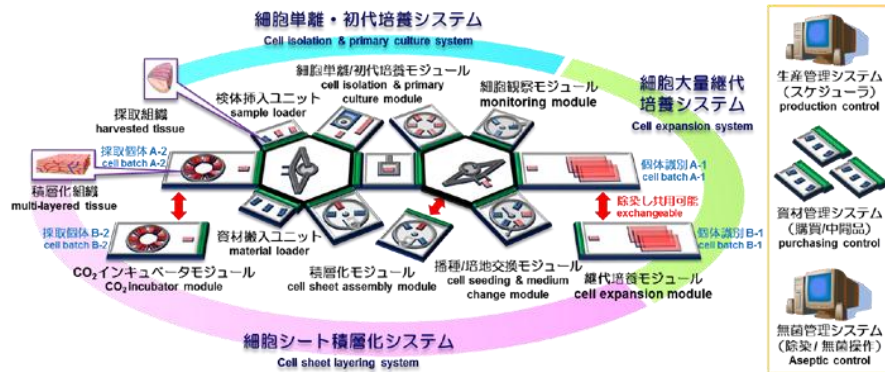 細胞単離・初代培養システム
Cell isolation & primary culture system
細胞単離/初代培養モジュール
cell isolation & primary
culture module
細胞観察モジュール
monitoring module
細胞大量継代
培養システム
Cell expansion system
検体挿入ユニット
sample loader
採取組織
harvested tissue
採取個体 A-2
cell batch A-2
積層化組織
multi-layered tissue
個体識別 A-1
cell batch A-1
除染し共用可能
exchangeable
採取個体 B-2
cell batch B-2
個体識別 B-1
cell batch B-1
資材搬入ユニット
material loader
CO2インキュベータモジュール
CO2 incubator module
積層化モジュール
cell sheet assembly module
播種/培地交換モジュール
cell seeding & medium
change module
継代培養モジュール
cell expansion module
細胞シート積層化システム
Cell sheet layering system
生産管理システム
(スケジューラ)
production control
資材管理システム
(購買/中間品)
purchasing control
無菌管理システム
(除染/無菌操作)
Aseptic control